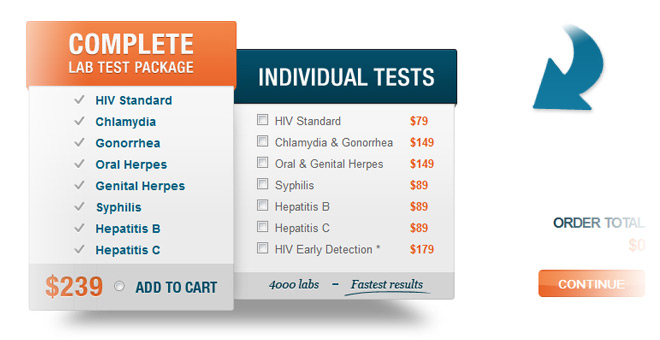 COMPLETE
LAB TEST PACKAGE
HIV Standard
Chlamydia
Gonorrhea
Oral Herpes
Genital Herpes
Syphilis
Hepatitis B
Hepatitis C
$239 ADD TO CART
INDIVIDUAL TESTS
HIV Standard $79
Chlamydia & Gonorrhea $149
Oral & Genital Herpes $149
Syphilis $89
Hepatitis B $89
Hepatitis C $89
HIV Early Detection * $179
4000 labs – Fastest results
ORDER TOTAL
$0
CONTINUE